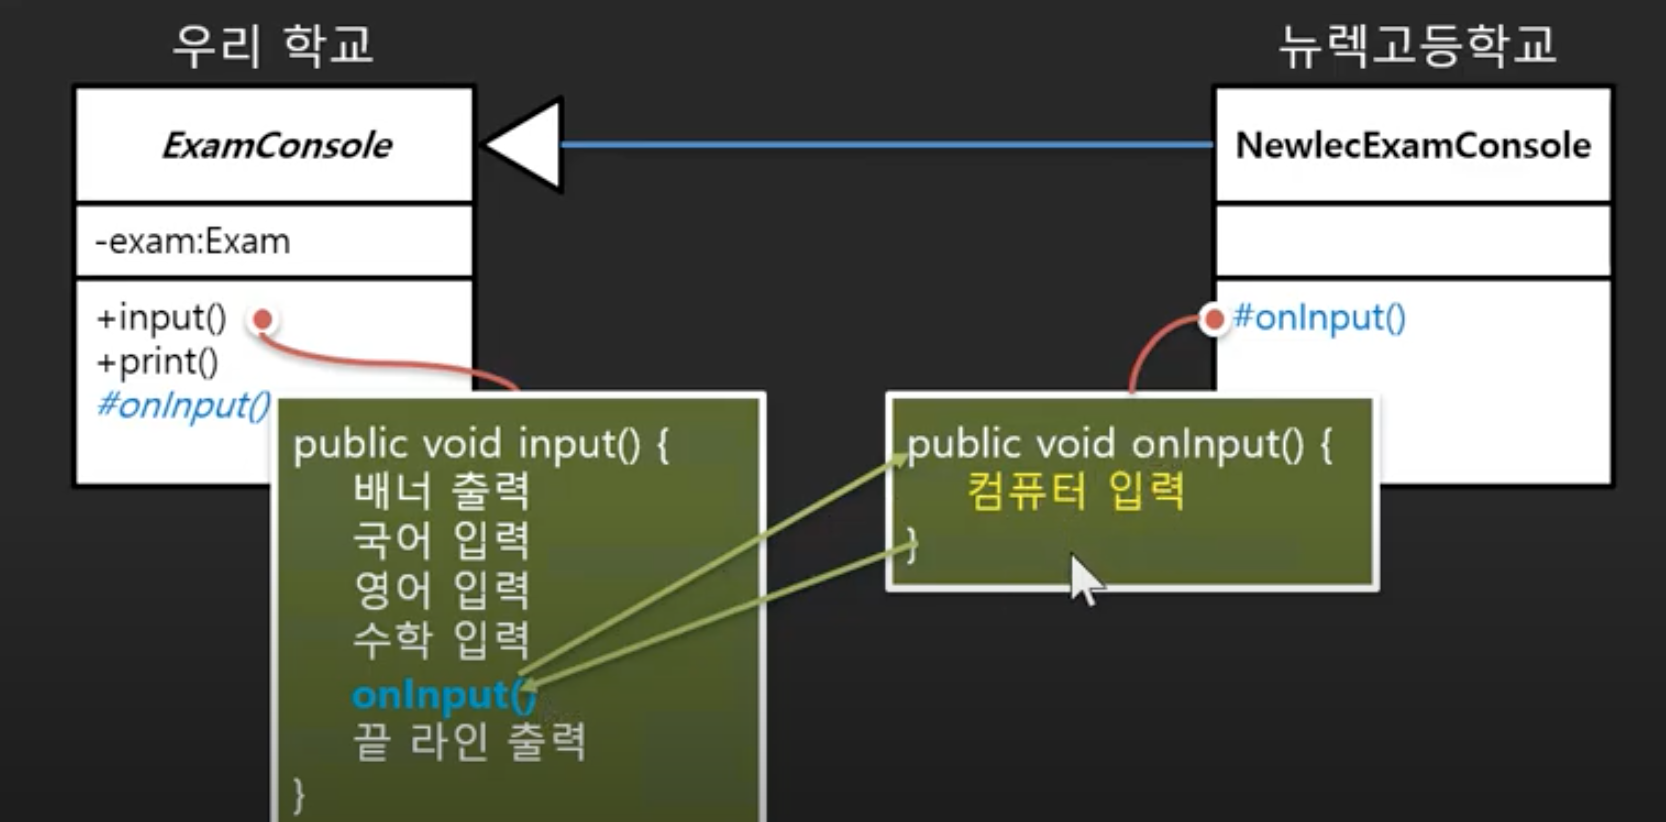 우리 학교
뉴렉고등학교
ExamConsole
NewlecExamConsole
-exam:Exam
+input()
+print()
#onInput()
#onInput()
public void input() {
배너 출력
국어 입력
영어 입력
수학 입력
onInput()
끝 라인 출력
}
public void onInput() {
컴퓨터 입력
}